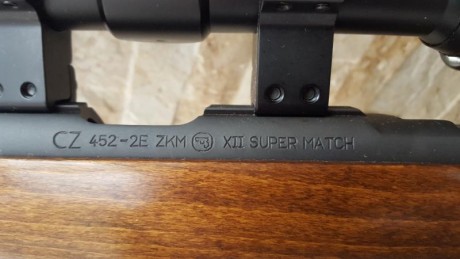 CZ 452-2E ZKM XII SUPER MATCH